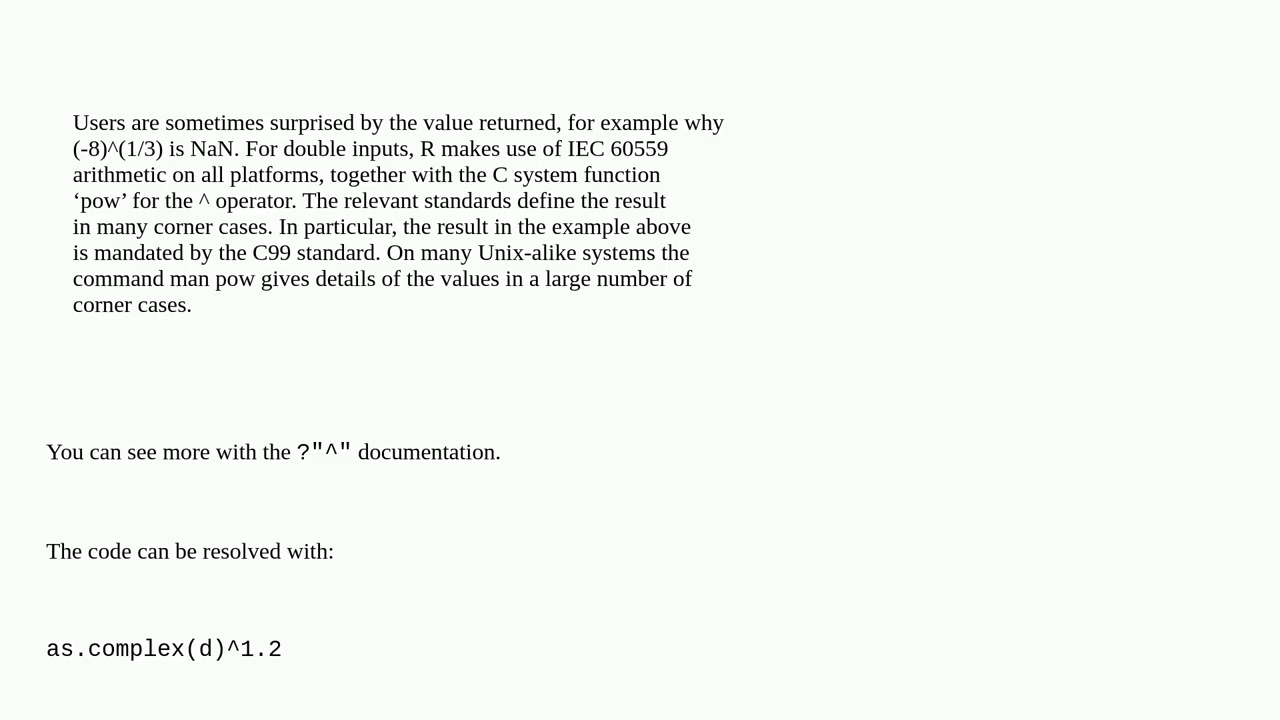 Users are sometimes surprised by the value returned, for example why
(-8)^(1/3) is NaN. For double inputs, R makes use of IEC 60559
arithmetic on all platforms, together with the C system function
‘pow’ for the ^ operator. The relevant standards define the result
in many corner cases. In particular, the result in the example above
is mandated by the C99 standard. On many Unix-alike systems the
command man pow gives details of the values in a large number of
corner cases.
You can see more with the ?"^" documentation.
The code can be resolved with:
as.complex(d)^1.2